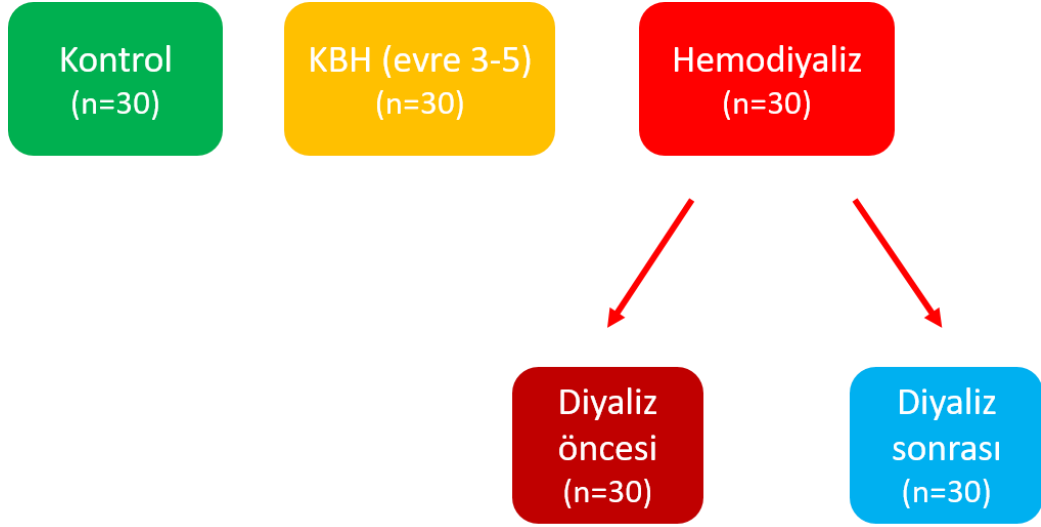 Kontrol
(n=30)
KBH (evre 3-5)
(n=30)
Hemodiyaliz
(n=30)
Diyaliz
öncesi
(n=30)
Diyaliz
sonrası
(n=30)